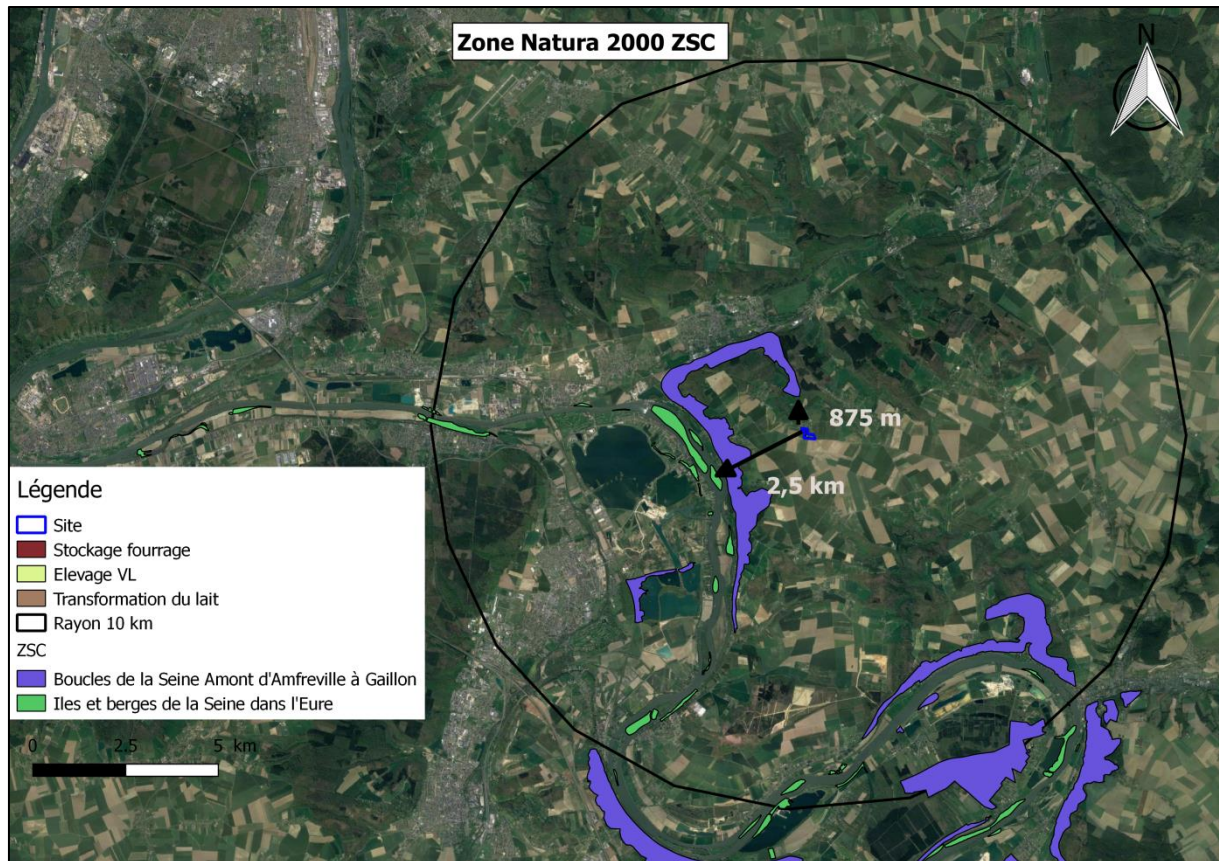 Zone Natura 2000 ZSC
N
875 m
2,5 km
Légende
Site
Stockage fourrage
Elevage VL
Transformation du lait
Rayon 10 km
ZSC
Boucles de la Seine Amont d'Amfreville à Gaillon
Iles et berges de la Seine dans l'Eure
0 2.5 5 km